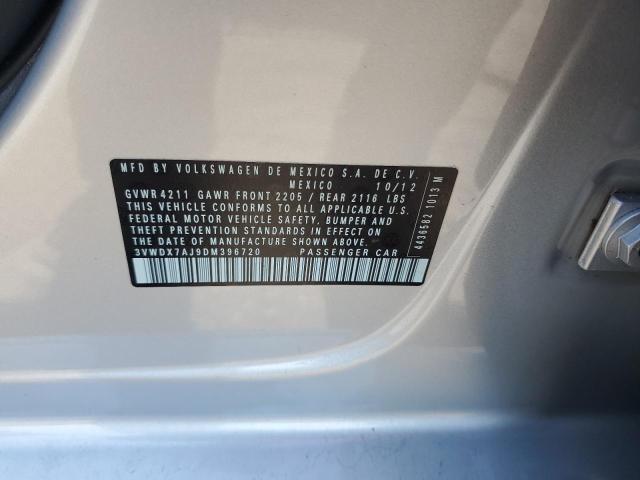 MFD BY VOLKSWAGEN DE MEXICO S.A. DE C.V.
MEXICO 10/12
GVWR 4211 GAWR FRONT 2205 / REAR 2116 LBS
THIS VEHICLE CONFORMS TO ALL APPLICABLE U.S.
FEDERAL MOTOR VEHICLE SAFETY, BUMPER AND
THEFT PREVENTION STANDARDS IN EFFECT ON THE
DATE OF MANUFACTURE SHOWN ABOVE.
3VWDX7AJ9DM396720 PASSENGER CAR
4436582 1013 M